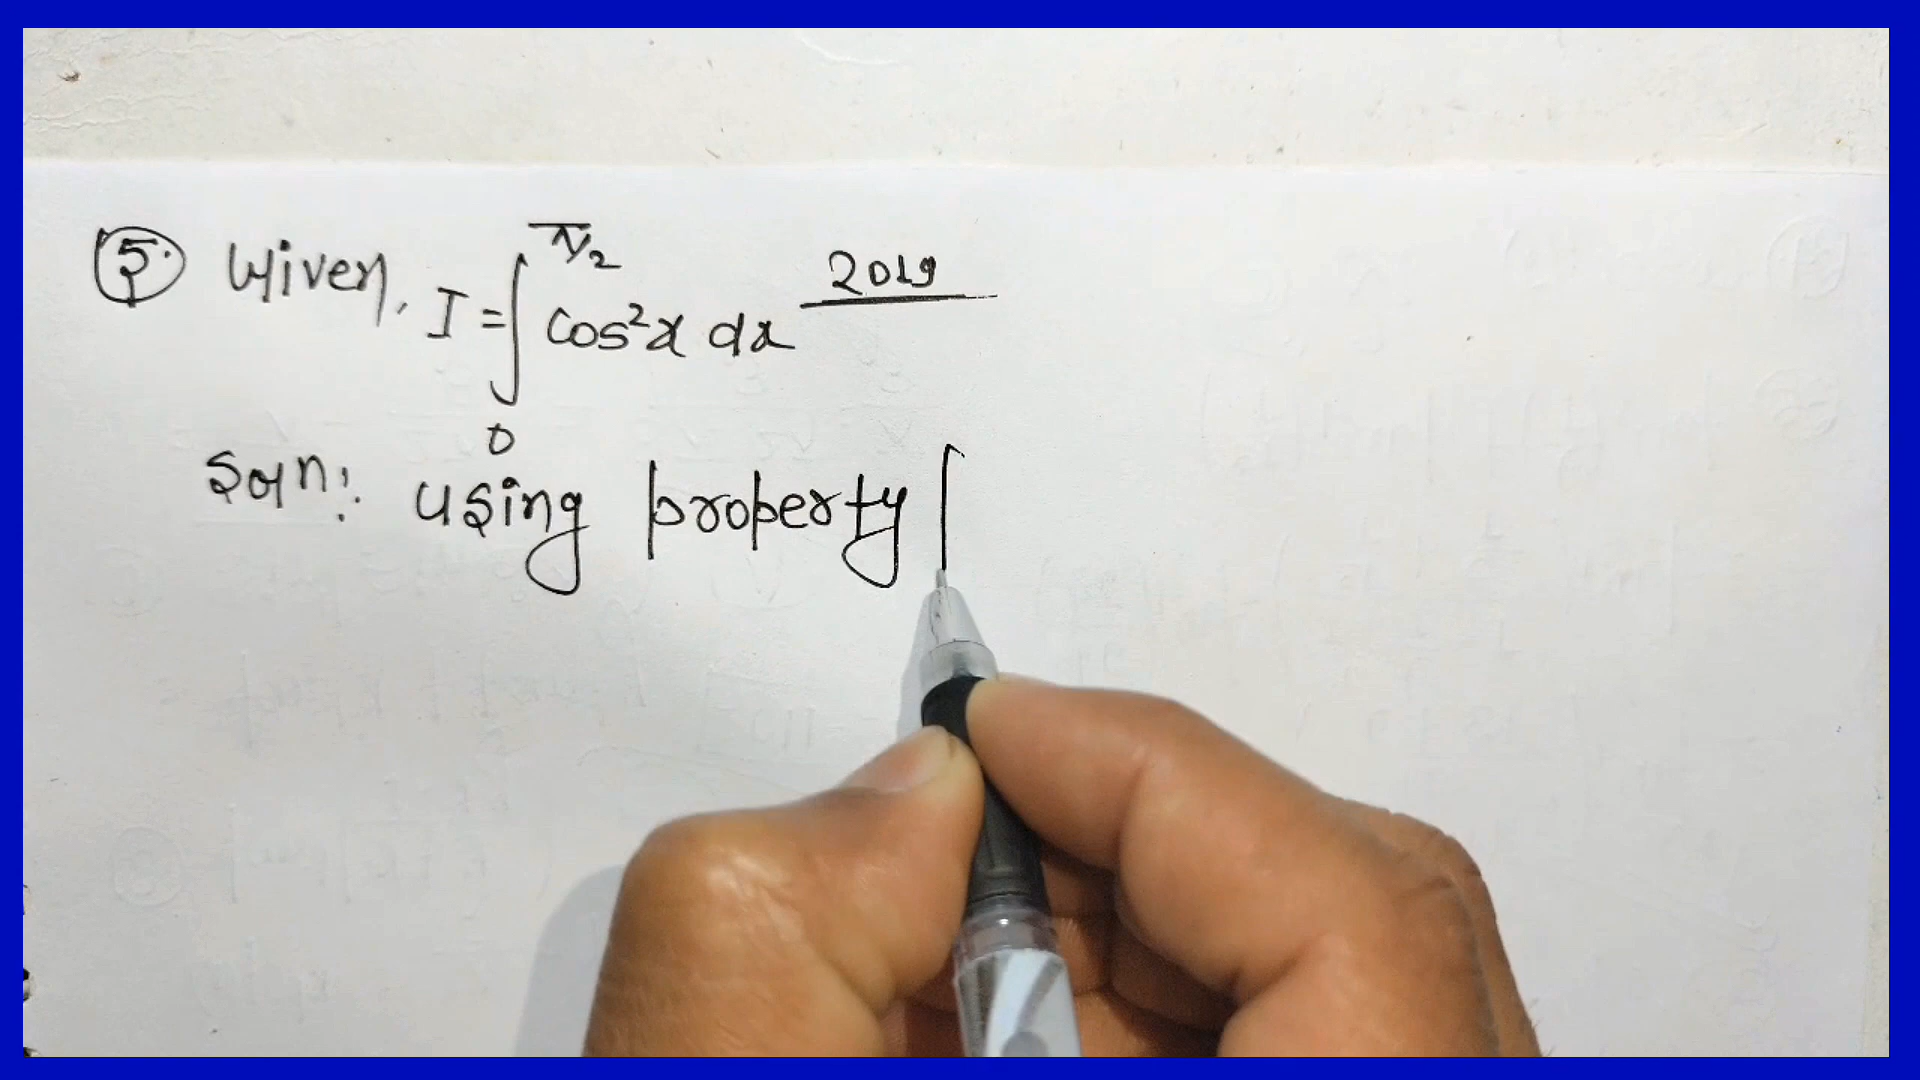 5. Given, I = ∫₀^π/2 cos²x dx 2019
Soln: using property ∫